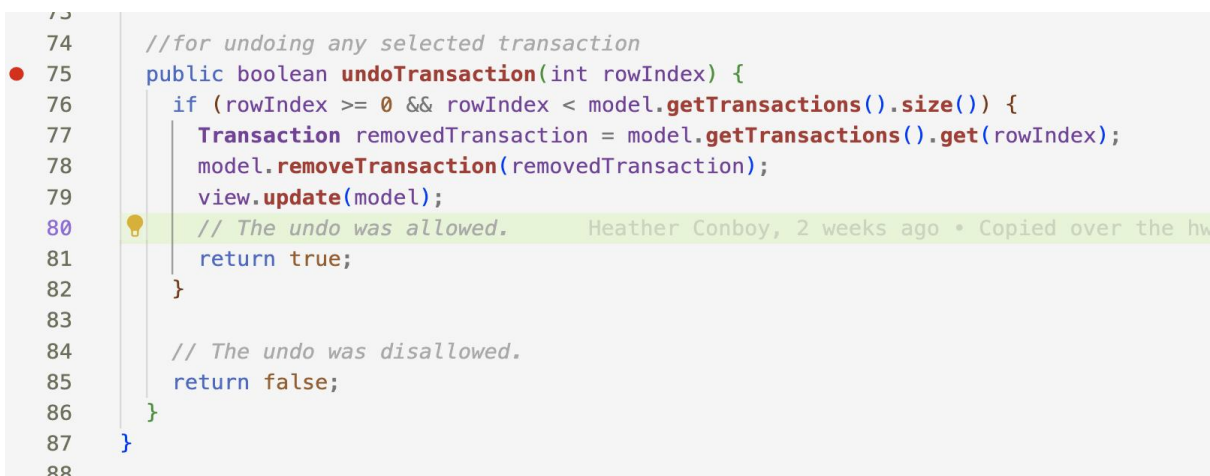 73
74 //for undoing any selected transaction
75 public boolean undoTransaction(int rowIndex) {
76 if (rowIndex >= 0 && rowIndex < model.getTransactions().size()) {
77 Transaction removedTransaction = model.getTransactions().get(rowIndex);
78 model.removeTransaction(removedTransaction);
79 view.update(model);
80 // The undo was allowed. Heather Conboy, 2 weeks ago • Copied over the hw
81 return true;
82 }
83
84 // The undo was disallowed.
85 return false;
86 }
87 }
88